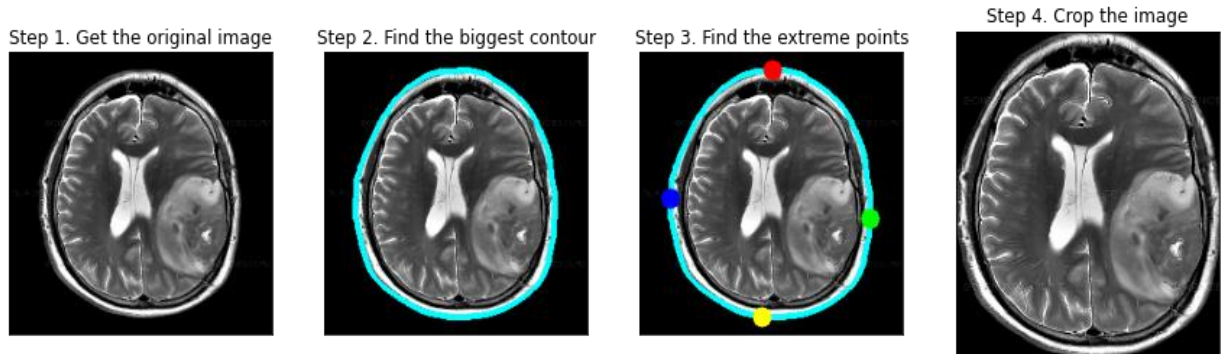 Step 1. Get the original image
Step 2. Find the biggest contour
Step 3. Find the extreme points
Step 4. Crop the image